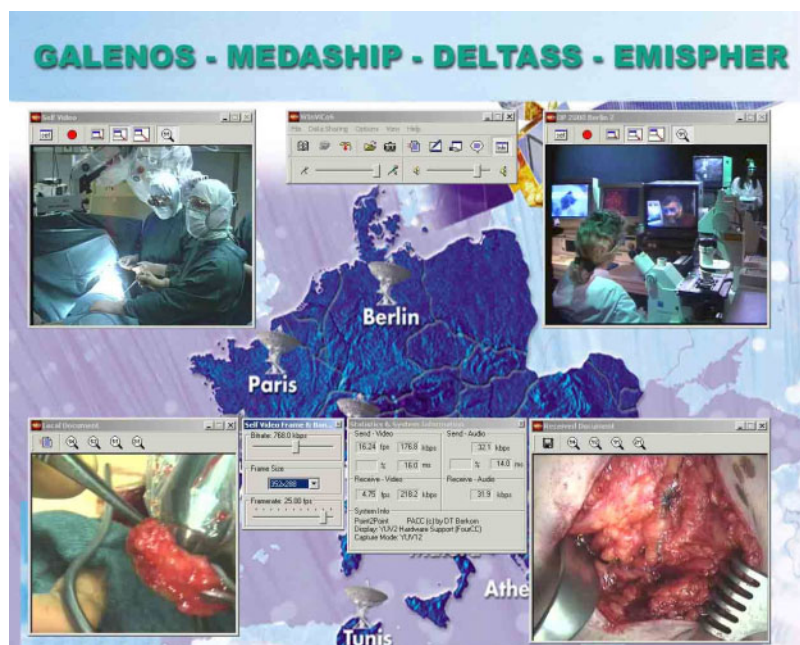 GALENOS - MEDASHIP - DELTASS - EMISPHER
Self Video
WinViCoS
File Data Sharing Options View Help
OP 2000 Berlin 2
Berlin
Paris
Local Document
Self Video Frame & Ban...
Bitrate: 768.0 kbps
Frame Size
352x288
Framerate: 25.00 fps
Statistics & System Information
Send - Video
16.24 fps 176.8 kbps
% 16.0 ms
Send - Audio
32.1 kbps
% 14.0 ms
Receive - Video
4.75 fps 218.2 kbps
Receive - Audio
31.9 kbps
System Info
Point2Point PACC (c) by DT Berkom
Display: YUV2 Hardware Support (FourCC)
Capture Mode: YUV12
Received Document
Athe
Tunis